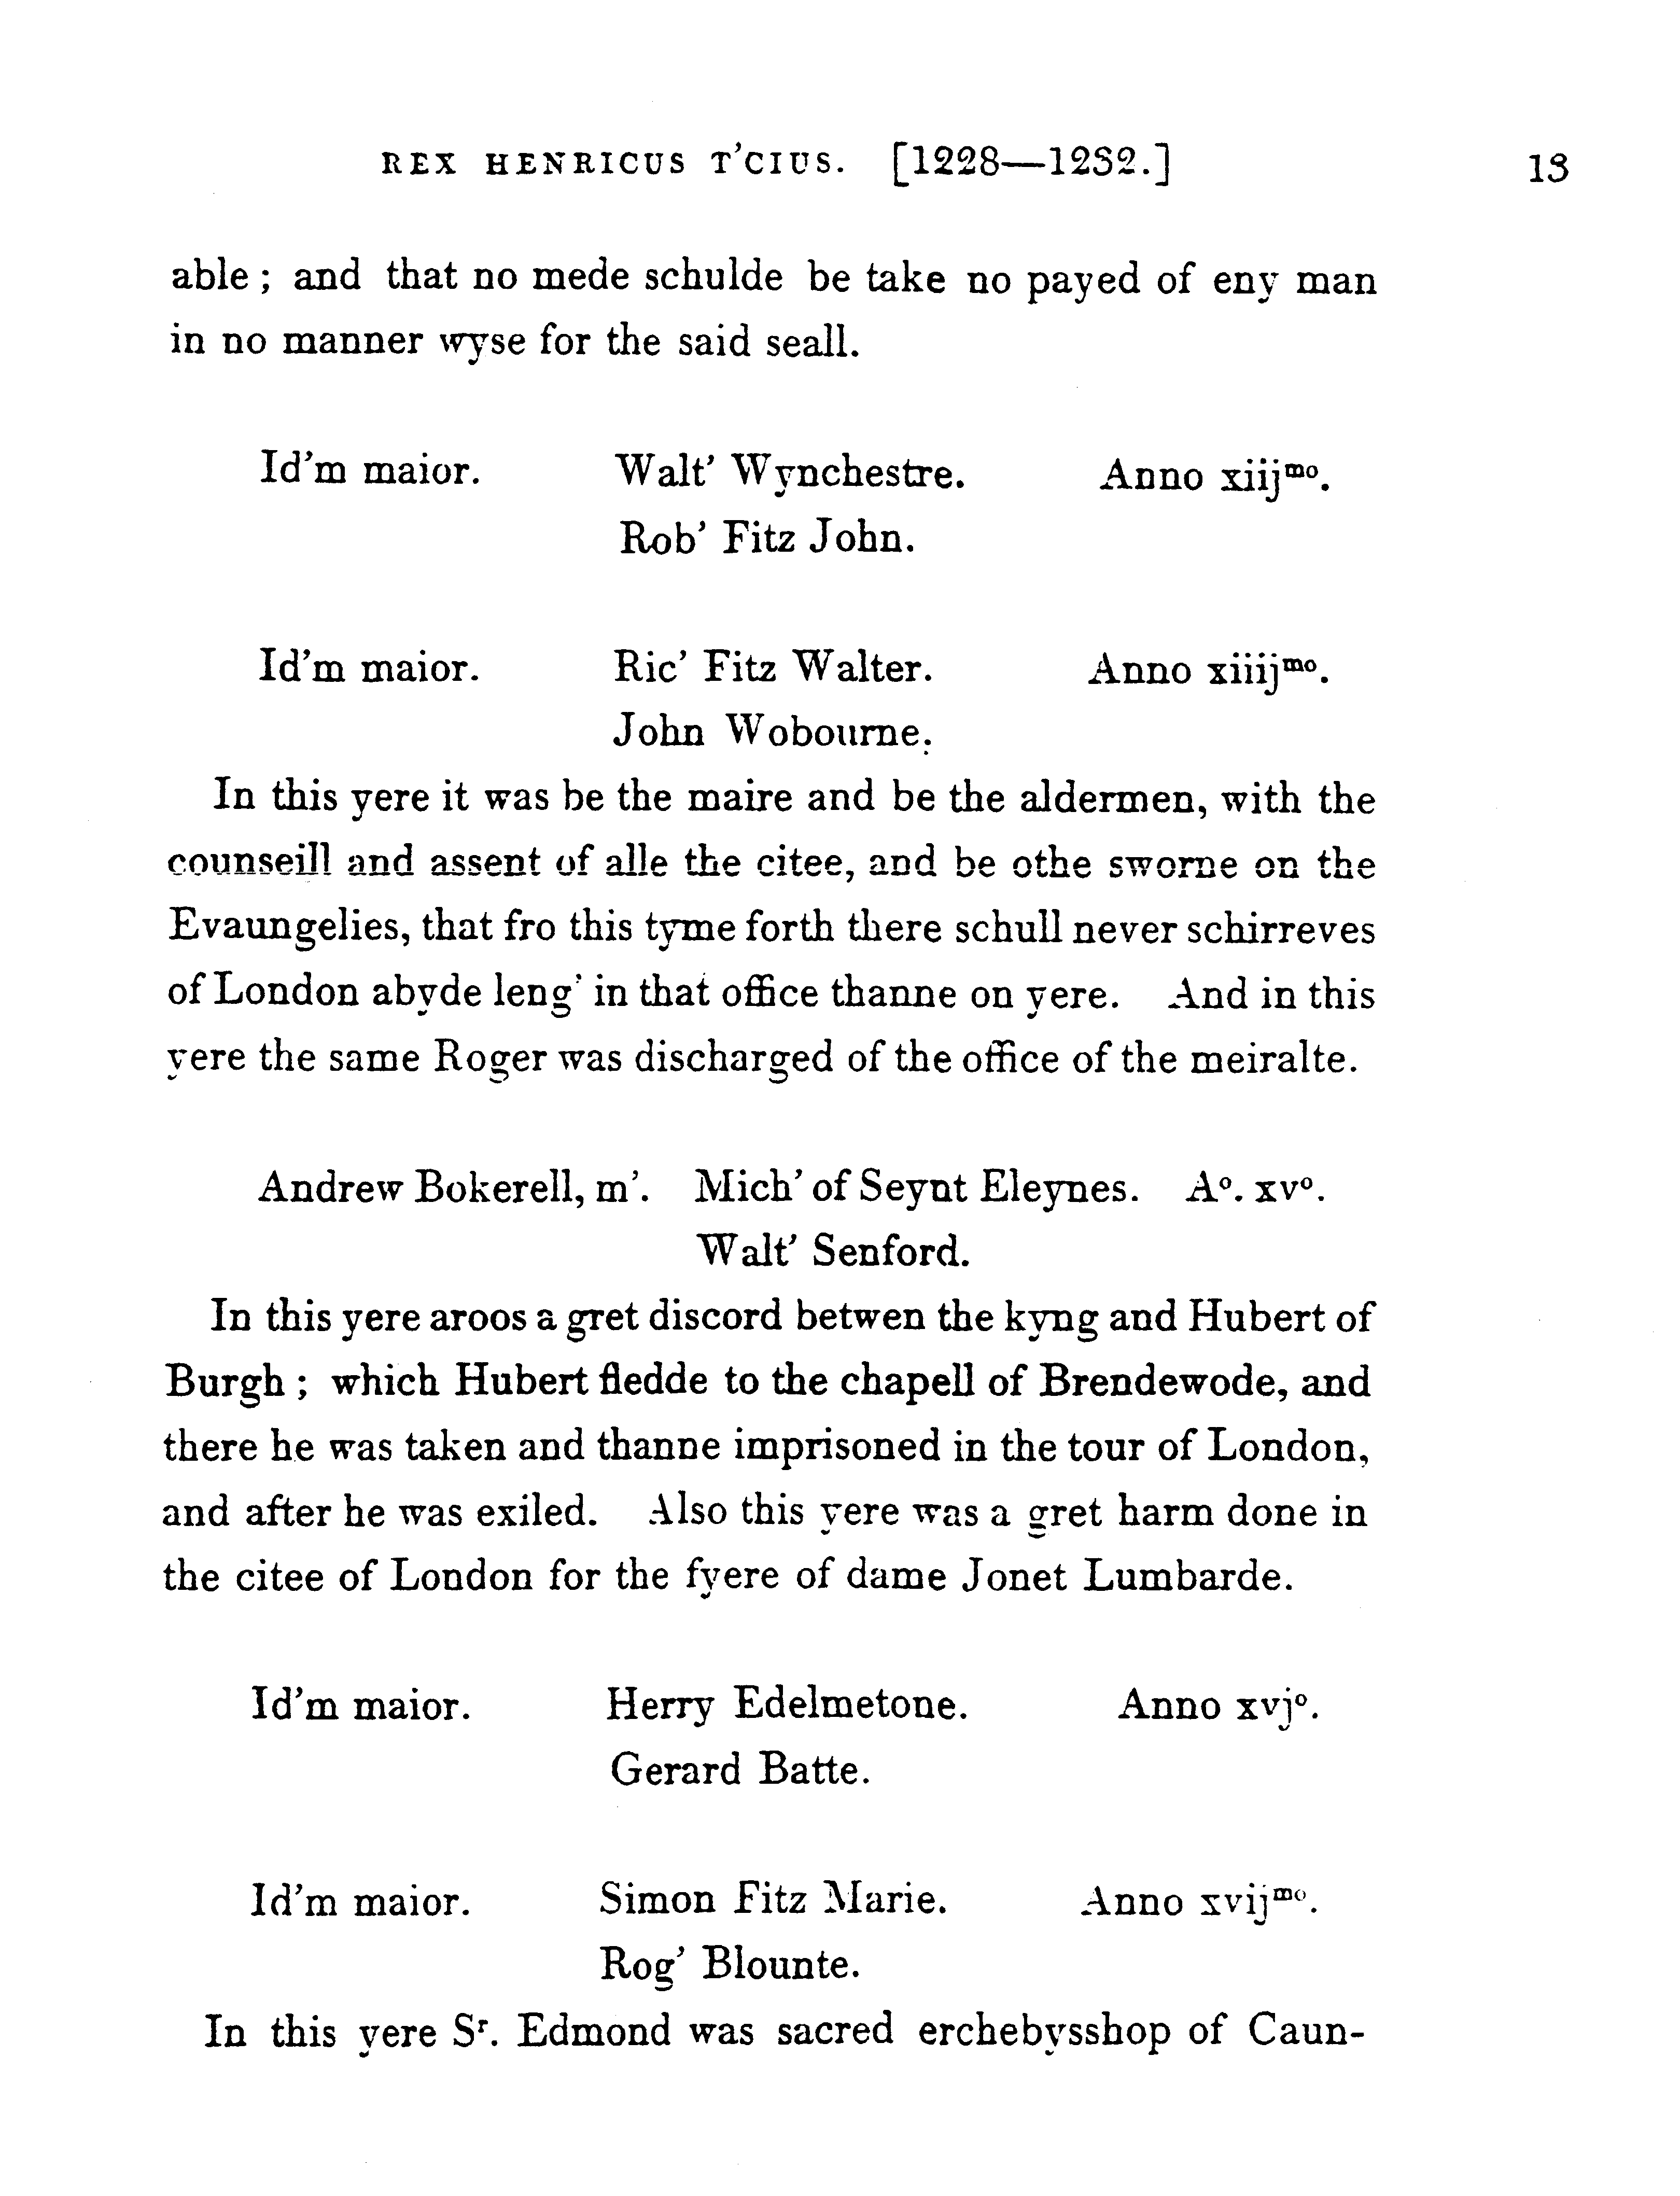 REX HENRICUS T'CIUS. [1228—1232.] 13
able; and that no mede schulde be take no payed of eny man
in no manner wyse for the said seall.
Id'm maior. Walt' Wynchestre. Anno xiijᵐᵒ.
Rob' Fitz John.
Id'm maior. Ric' Fitz Walter. Anno xiiijᵐᵒ.
John Wobourne.
In this yere it was be the maire and be the aldermen, with the
counseill and assent of alle the citee, and be othe sworne on the
Evaungelies, that fro this tyme forth there schull never schirreves
of London abyde leng' in that office thanne on yere. And in this
yere the same Roger was discharged of the office of the meiralte.
Andrew Bokerell, m'. Mich' of Seynt Eleynes. Aᵒ. xvᵒ.
Walt' Senford.
In this yere aroos a gret discord betwen the kyng and Hubert of
Burgh; which Hubert fledde to the chapell of Brendewode, and
there he was taken and thanne imprisoned in the tour of London,
and after he was exiled. Also this yere was a gret harm done in
the citee of London for the fyere of dame Jonet Lumbarde.
Id'm maior. Herry Edelmetone. Anno xvjᵒ.
Gerard Batte.
Id'm maior. Simon Fitz Marie. Anno xvijᵐᵒ.
Rog' Blounte.
In this yere Sʳ. Edmond was sacred erchebysshop of Caun-